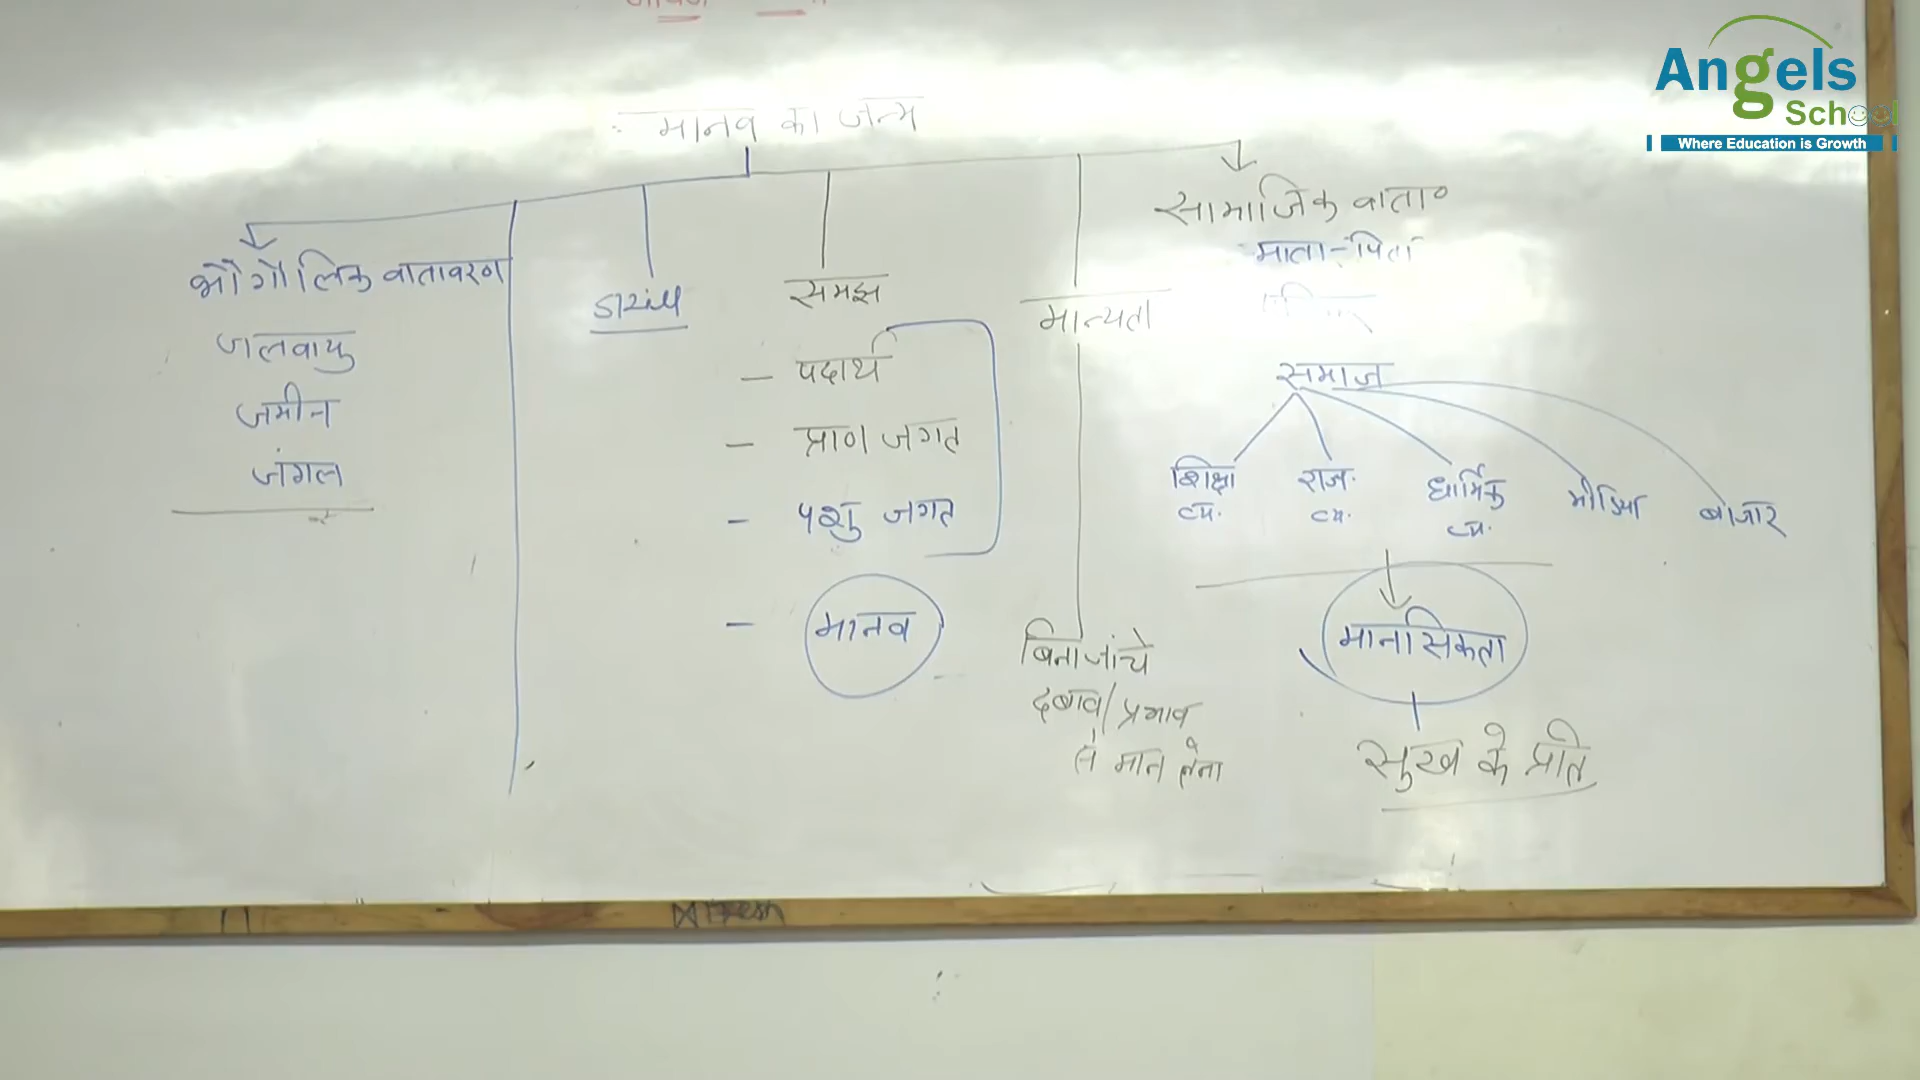 Angels
School
Where Education is Growth
मानव का जन्म
भौगोलिक वातावरण
जलवायु
जमीन
जंगल
समझ
– पदार्थ
– प्राण जगत
– पशु जगत
– मानव
मान्यता
बिना जांचे
दबाव/प्रभाव
से मान लेना
सामाजिक वाता०
माता-पिता
समाज
शिक्षा व्य.
राज. व्य.
धार्मिक व्य.
मीडिया
बाजार
मानसिकता
सुख के प्रति